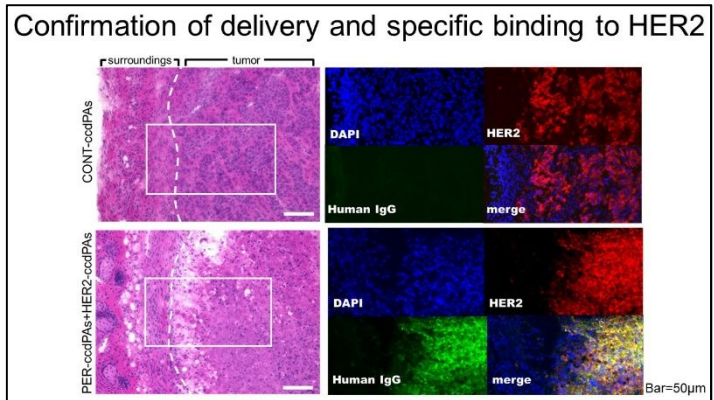 Confirmation of delivery and specific binding to HER2
surroundings
tumor
CONT-ccdPAs
DAPI
HER2
Human IgG
merge
PER-ccdPAs+HER2-ccdPAs
DAPI
HER2
Human IgG
merge
Bar=50μm